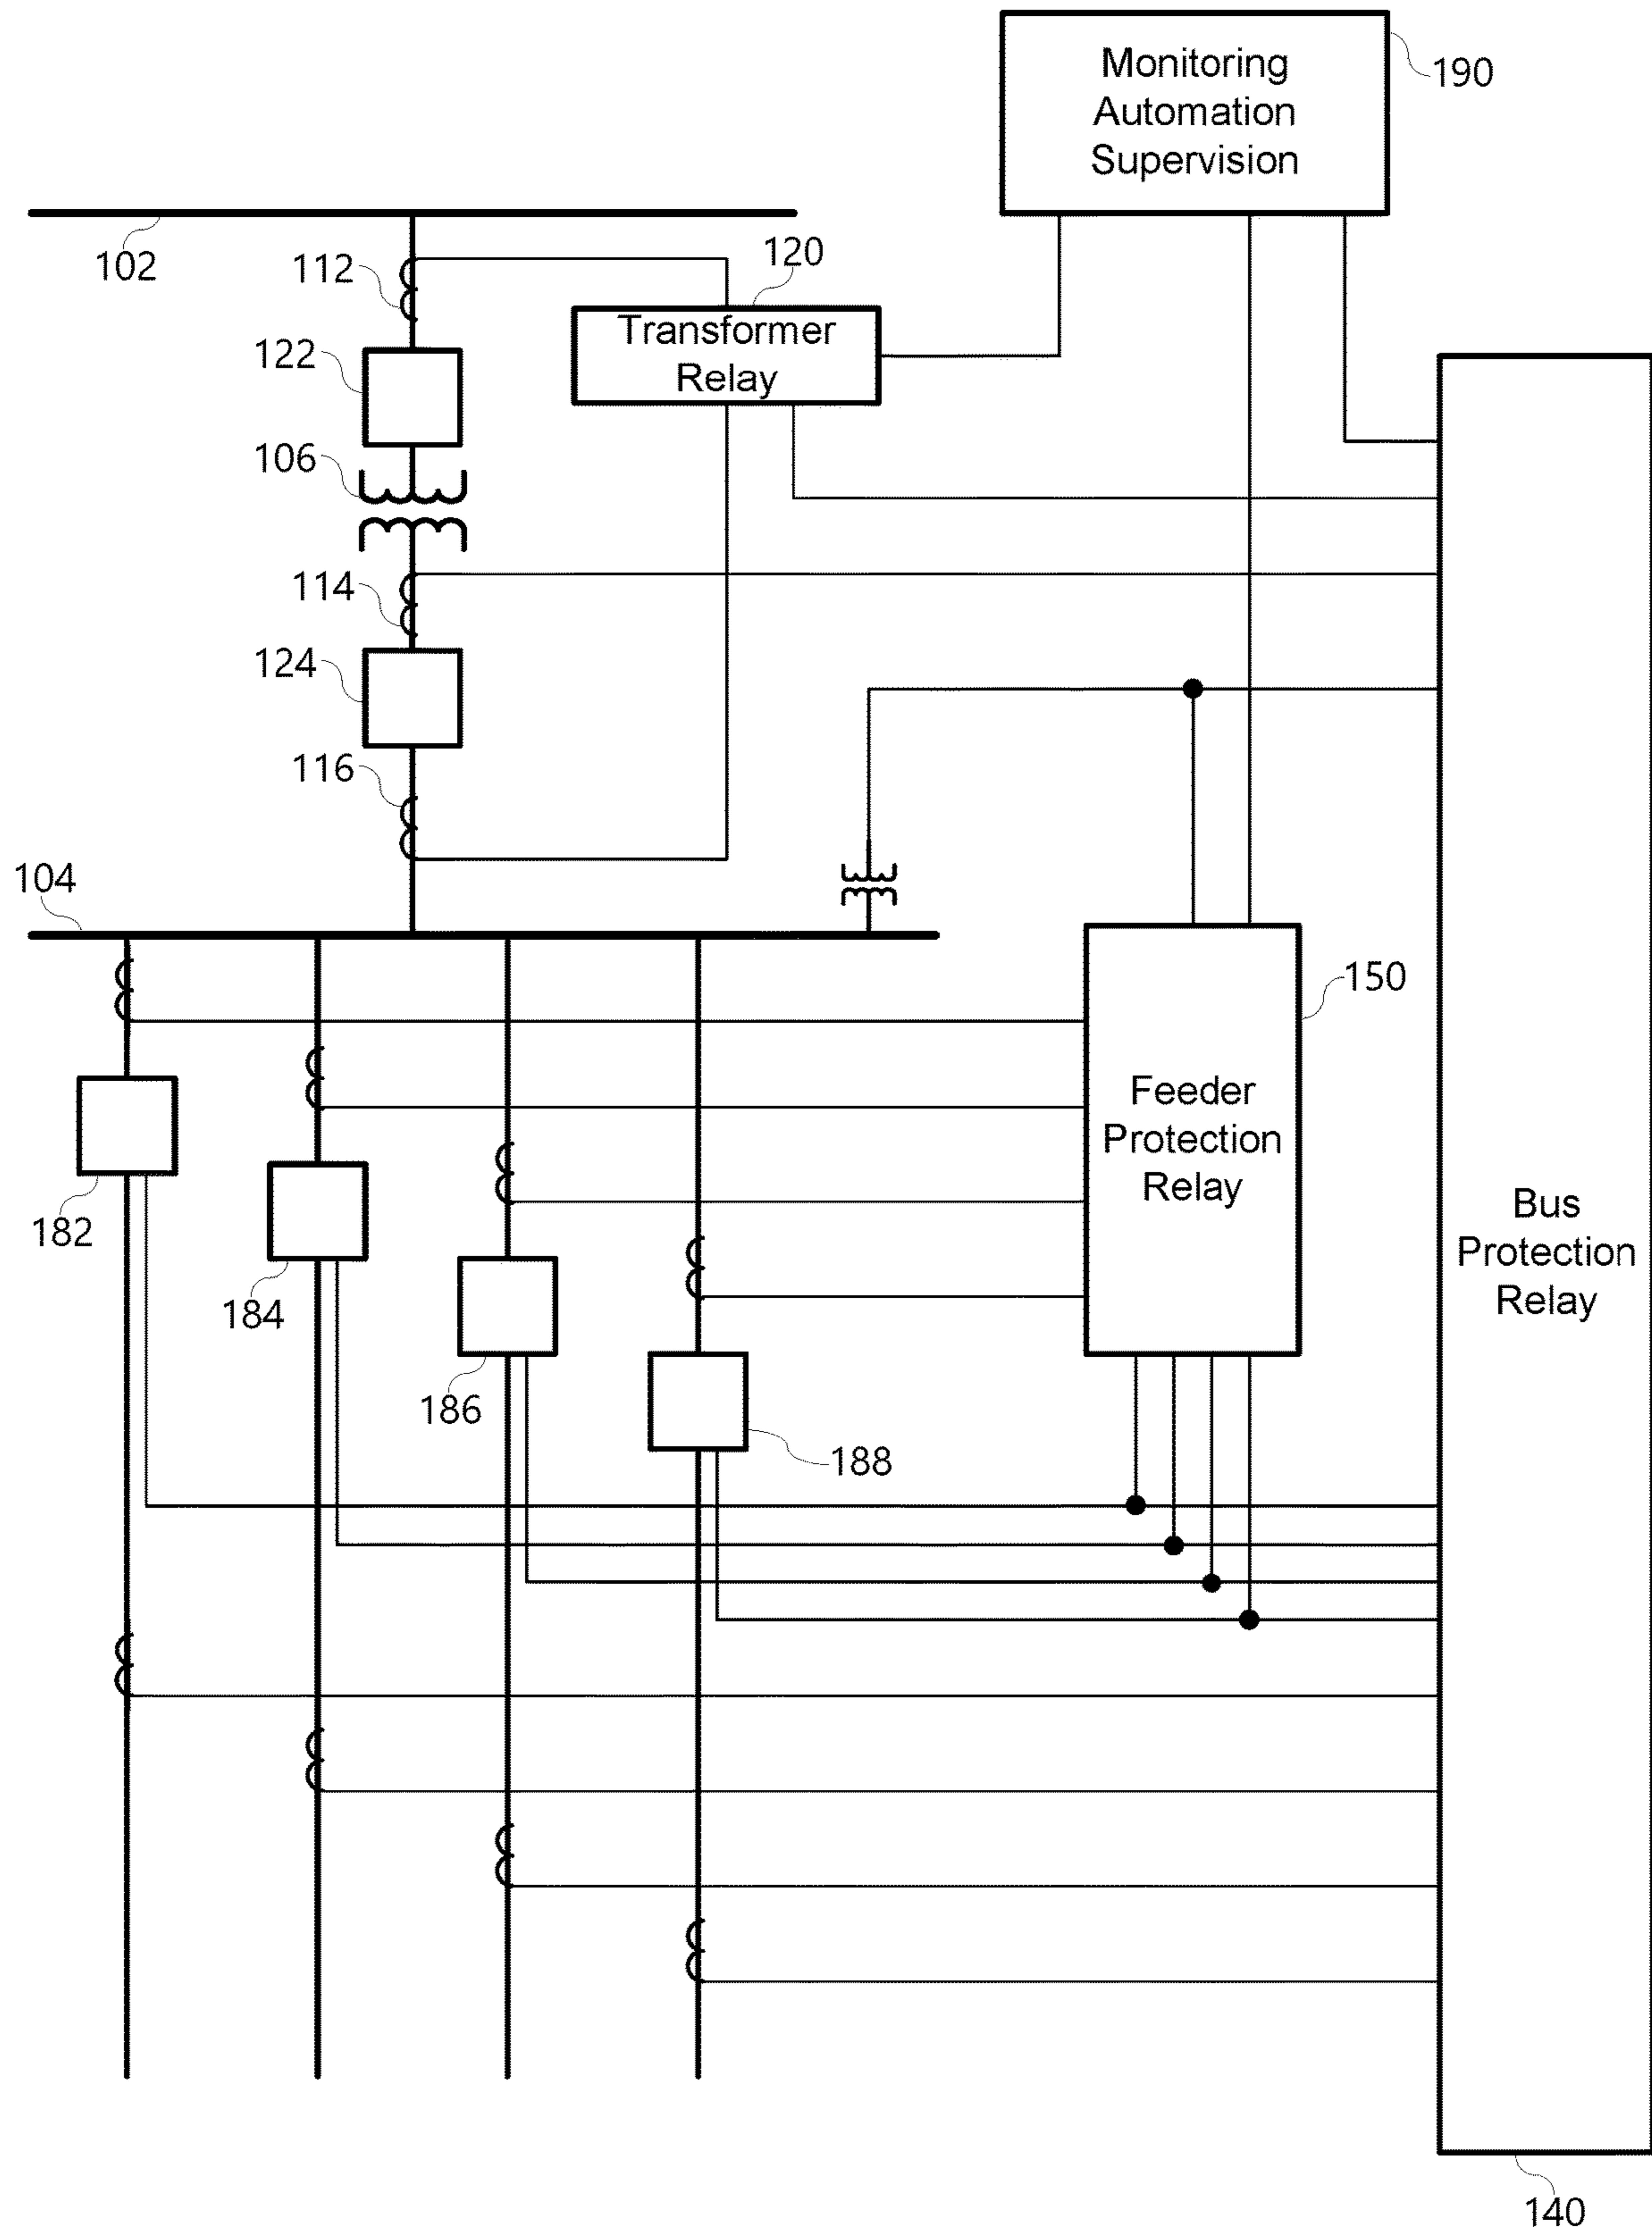 Monitoring
Automation
Supervision
190
102
112
120
Transformer
Relay
122
106
114
124
116
104
150
Feeder
Protection
Relay
182
184
186
188
Bus
Protection
Relay
140